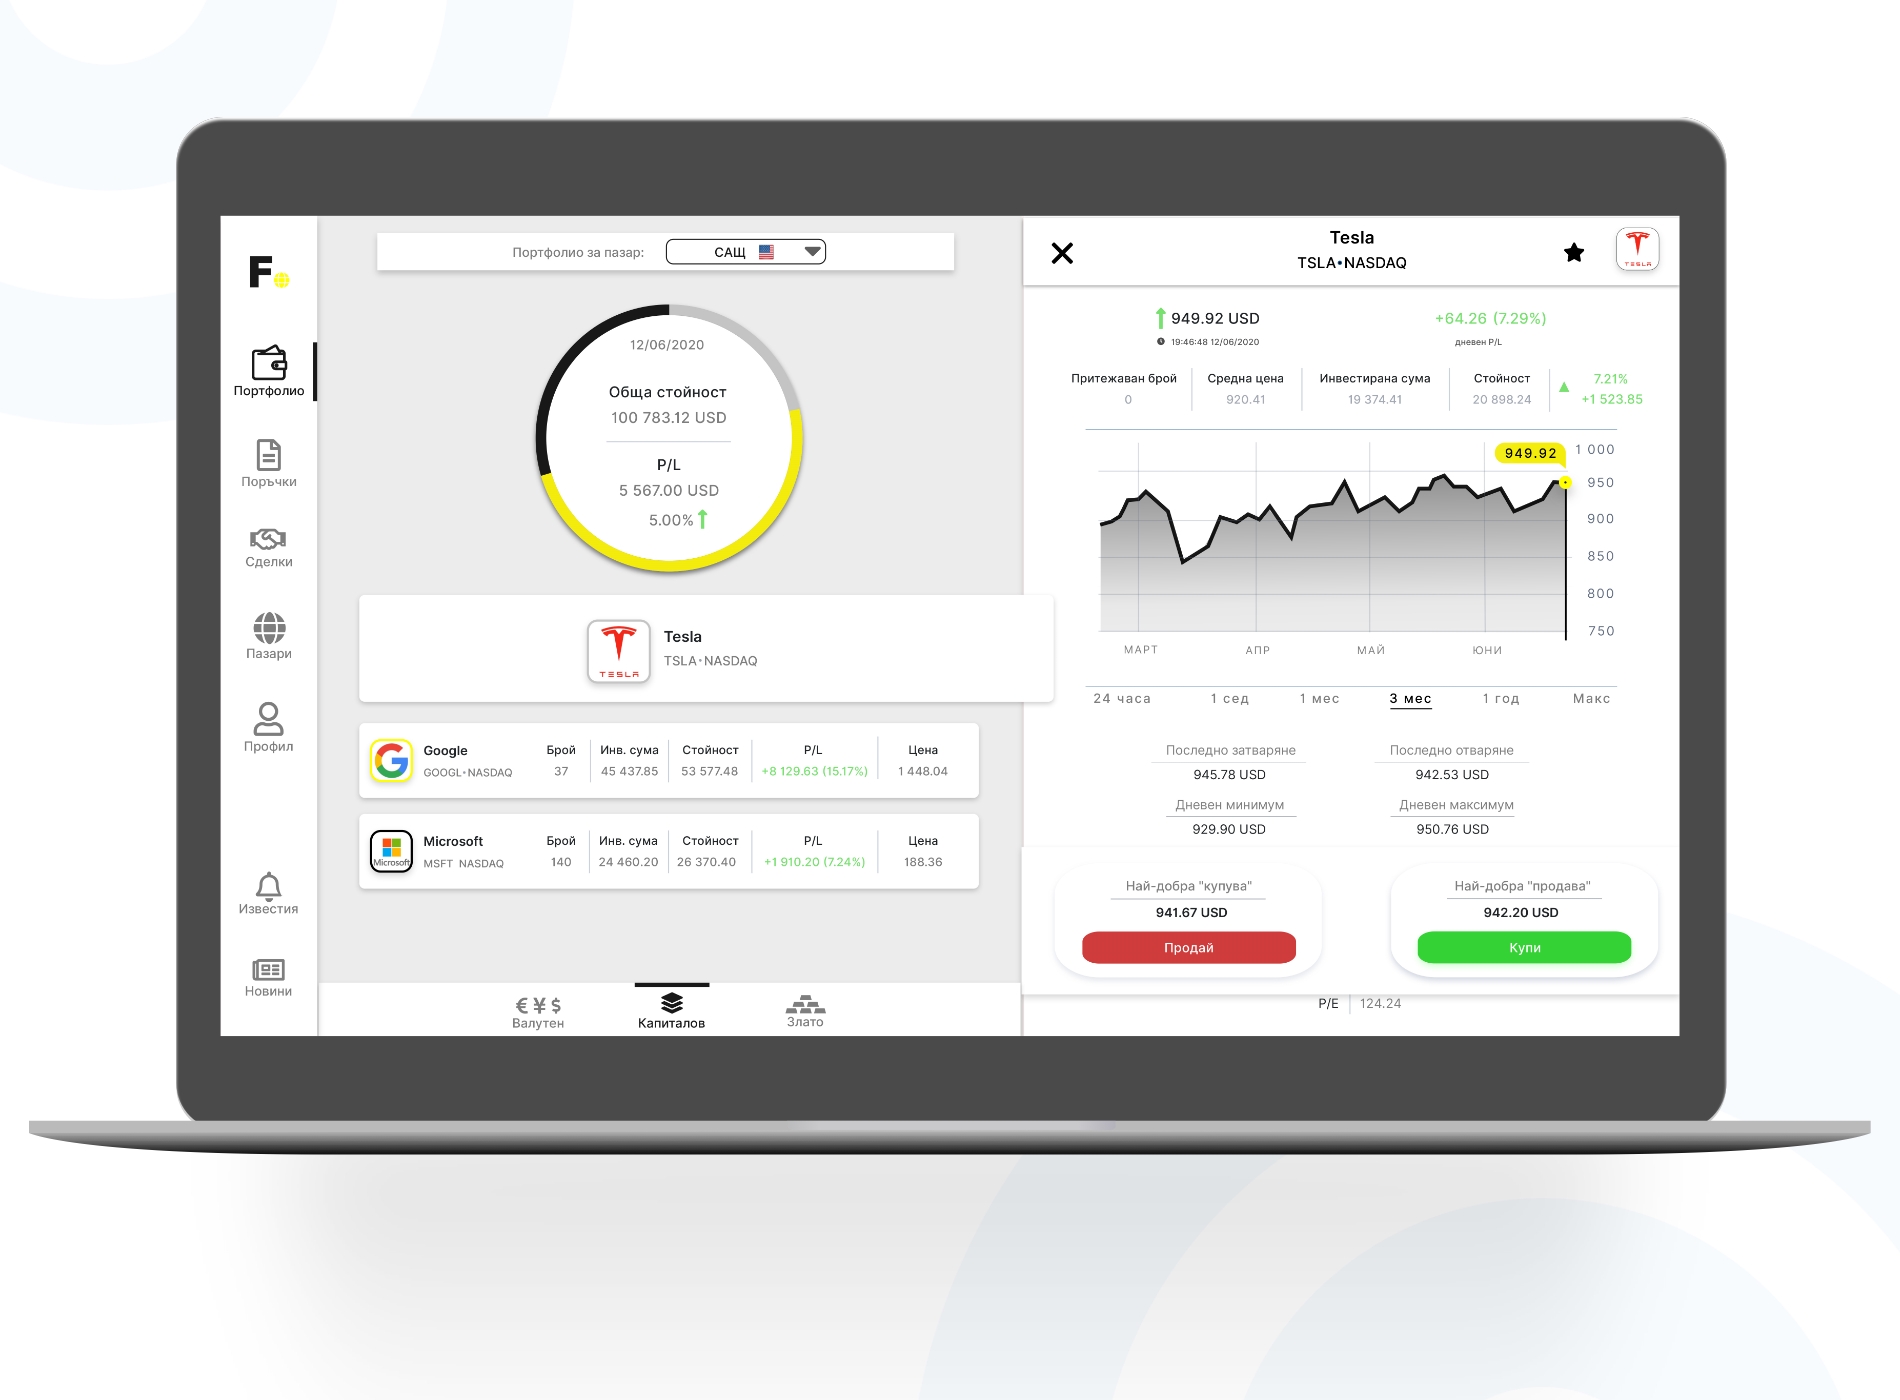 F
Портфолио
Поръчки
Сделки
Пазари
Профил
Известия
Новини
Портфолио за пазар: САЩ
12/06/2020
Обща стойност
100 783.12 USD
P/L
5 567.00 USD
5.00%
TESLA
Tesla
TSLA•NASDAQ
Google
GOOGL•NASDAQ
Брой Инв. сума Стойност P/L Цена
37 45 437.85 53 577.48 +8 129.63 (15.17%) 1 448.04
Microsoft
Microsoft
MSFT NASDAQ
Брой Инв. сума Стойност P/L Цена
140 24 460.20 26 370.40 +1 910.20 (7.24%) 188.36
€ ¥ $
Валутен Капиталов Злато
Tesla
TSLA•NASDAQ
TESLA
949.92 USD
19:46:48 12/06/2020
+64.26 (7.29%)
дневен P/L
Притежаван брой Средна цена Инвестирана сума Стойност 7.21%
0 920.41 19 374.41 20 898.24 +1 523.85
949.92
1 000
950
900
850
800
750
МАРТ АПР МАЙ ЮНИ
24 часа 1 сед 1 мес 3 мес 1 год Макс
Последно затваряне Последно отваряне
945.78 USD 942.53 USD
Дневен минимум Дневен максимум
929.90 USD 950.76 USD
Най-добра "купува"
941.67 USD
Продай
Най-добра "продава"
942.20 USD
Купи
P/E 124.24